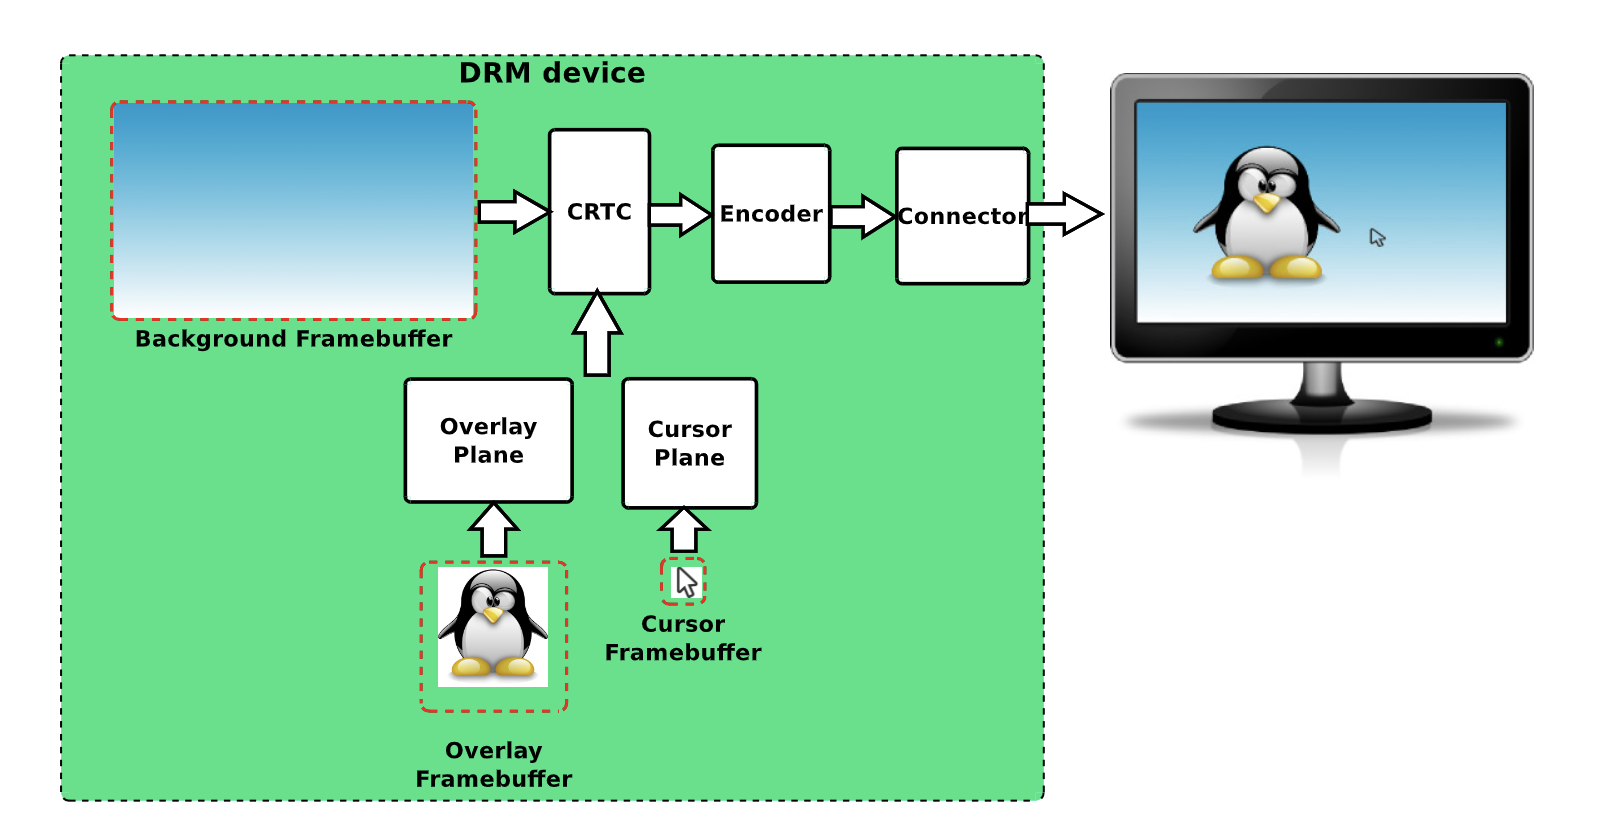 DRM device
CRTC
Encoder
Connector
Background Framebuffer
Overlay
Plane
Cursor
Plane
Cursor
Framebuffer
Overlay
Framebuffer